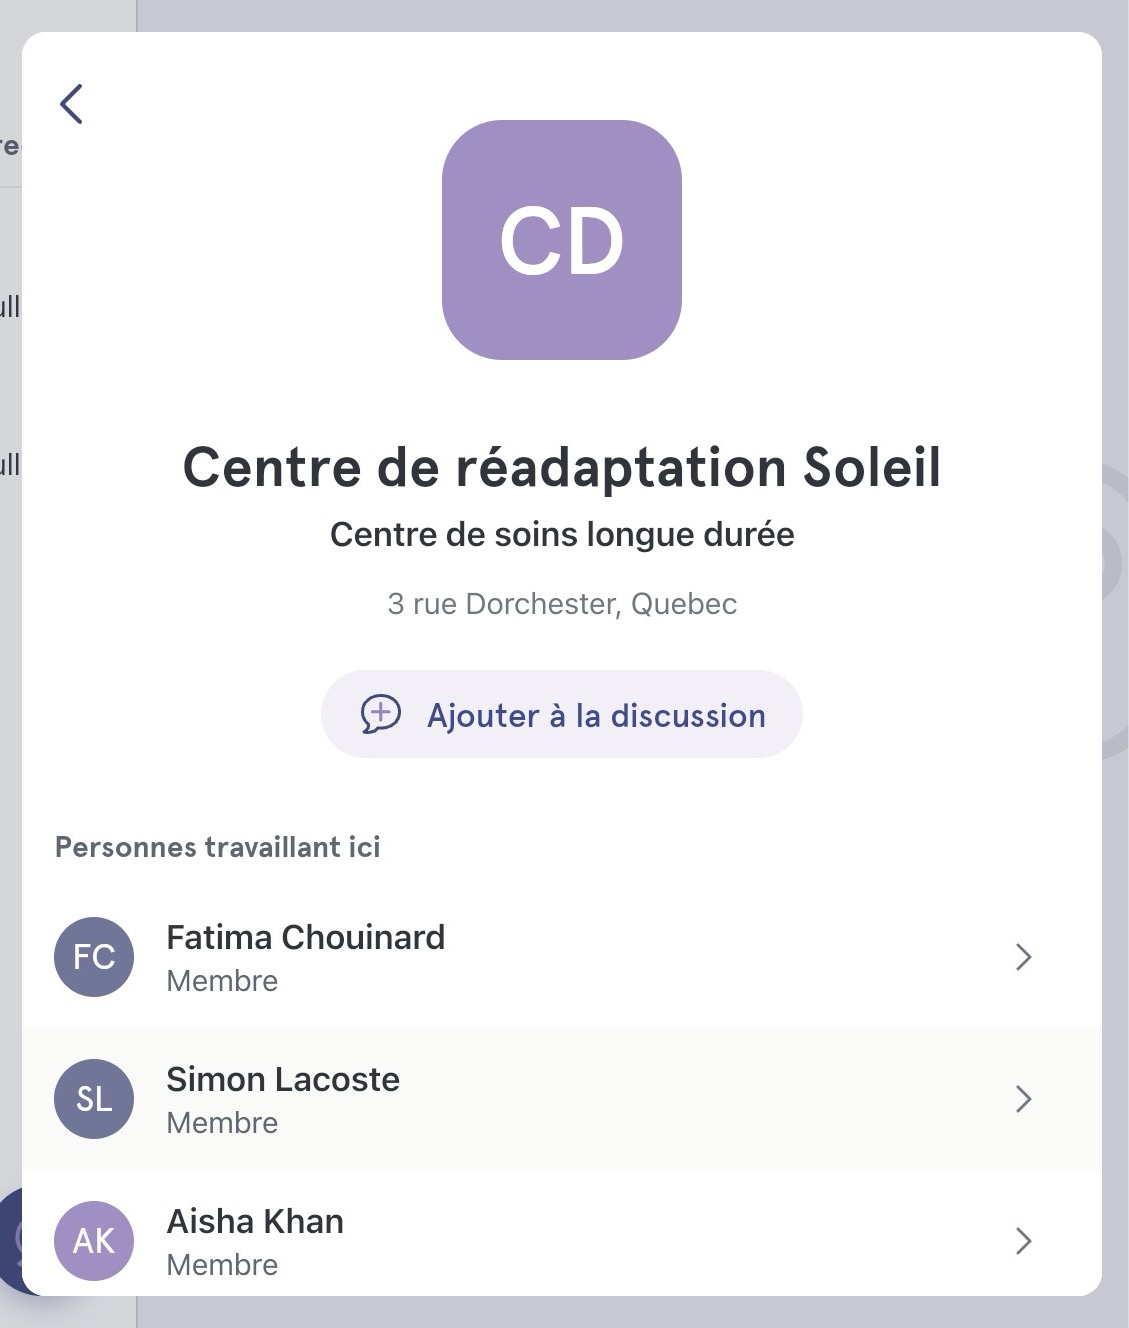 CD
Centre de réadaptation Soleil
Centre de soins longue durée
3 rue Dorchester, Quebec
Ajouter à la discussion
Personnes travaillant ici
FC
Fatima Chouinard
Membre
SL
Simon Lacoste
Membre
AK
Aisha Khan
Membre